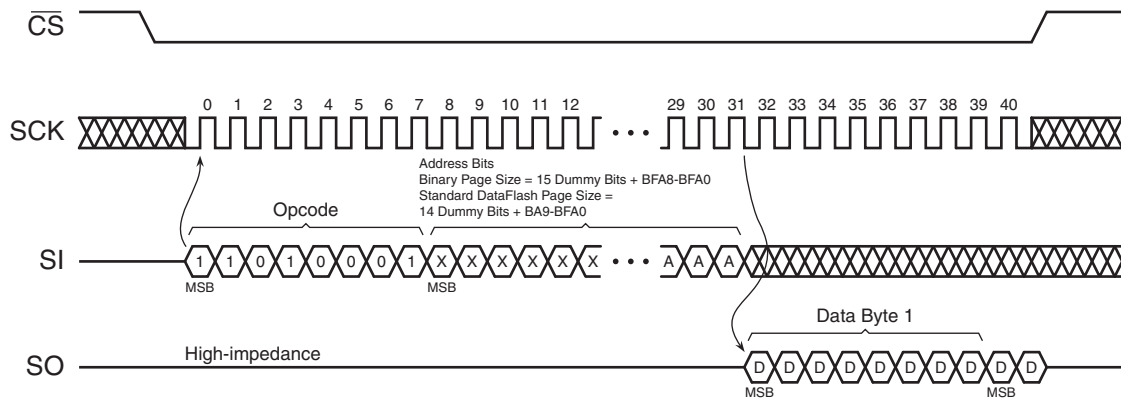 CS
SCK
0 1 2 3 4 5 6 7 8 9 10 11 12 29 30 31 32 33 34 35 36 37 38 39 40
Address Bits
Binary Page Size = 15 Dummy Bits + BFA8-BFA0
Standard DataFlash Page Size =
14 Dummy Bits + BA9-BFA0
Opcode
SI
1 1 0 1 0 0 0 1 X X X X X X • • • A A A
MSB MSB
Data Byte 1
High-impedance
SO
D D D D D D D D D D
MSB MSB